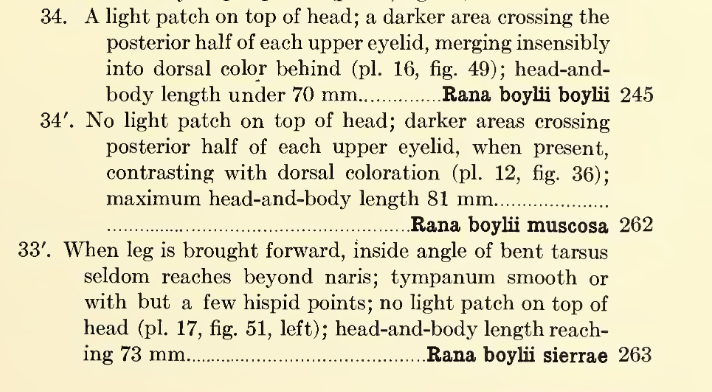 34. A light patch on top of head; a darker area crossing the
posterior half of each upper eyelid, merging insensibly
into dorsal color behind (pl. 16, fig. 49); head-and-
body length under 70 mm...............Rana boylii boylii 245
34′. No light patch on top of head; darker areas crossing
posterior half of each upper eyelid, when present,
contrasting with dorsal coloration (pl. 12, fig. 36);
maximum head-and-body length 81 mm.....................
..........................................................Rana boylii muscosa 262
33′. When leg is brought forward, inside angle of bent tarsus
seldom reaches beyond naris; tympanum smooth or
with but a few hispid points; no light patch on top of
head (pl. 17, fig. 51, left); head-and-body length reach-
ing 73 mm.............................................Rana boylii sierrae 263